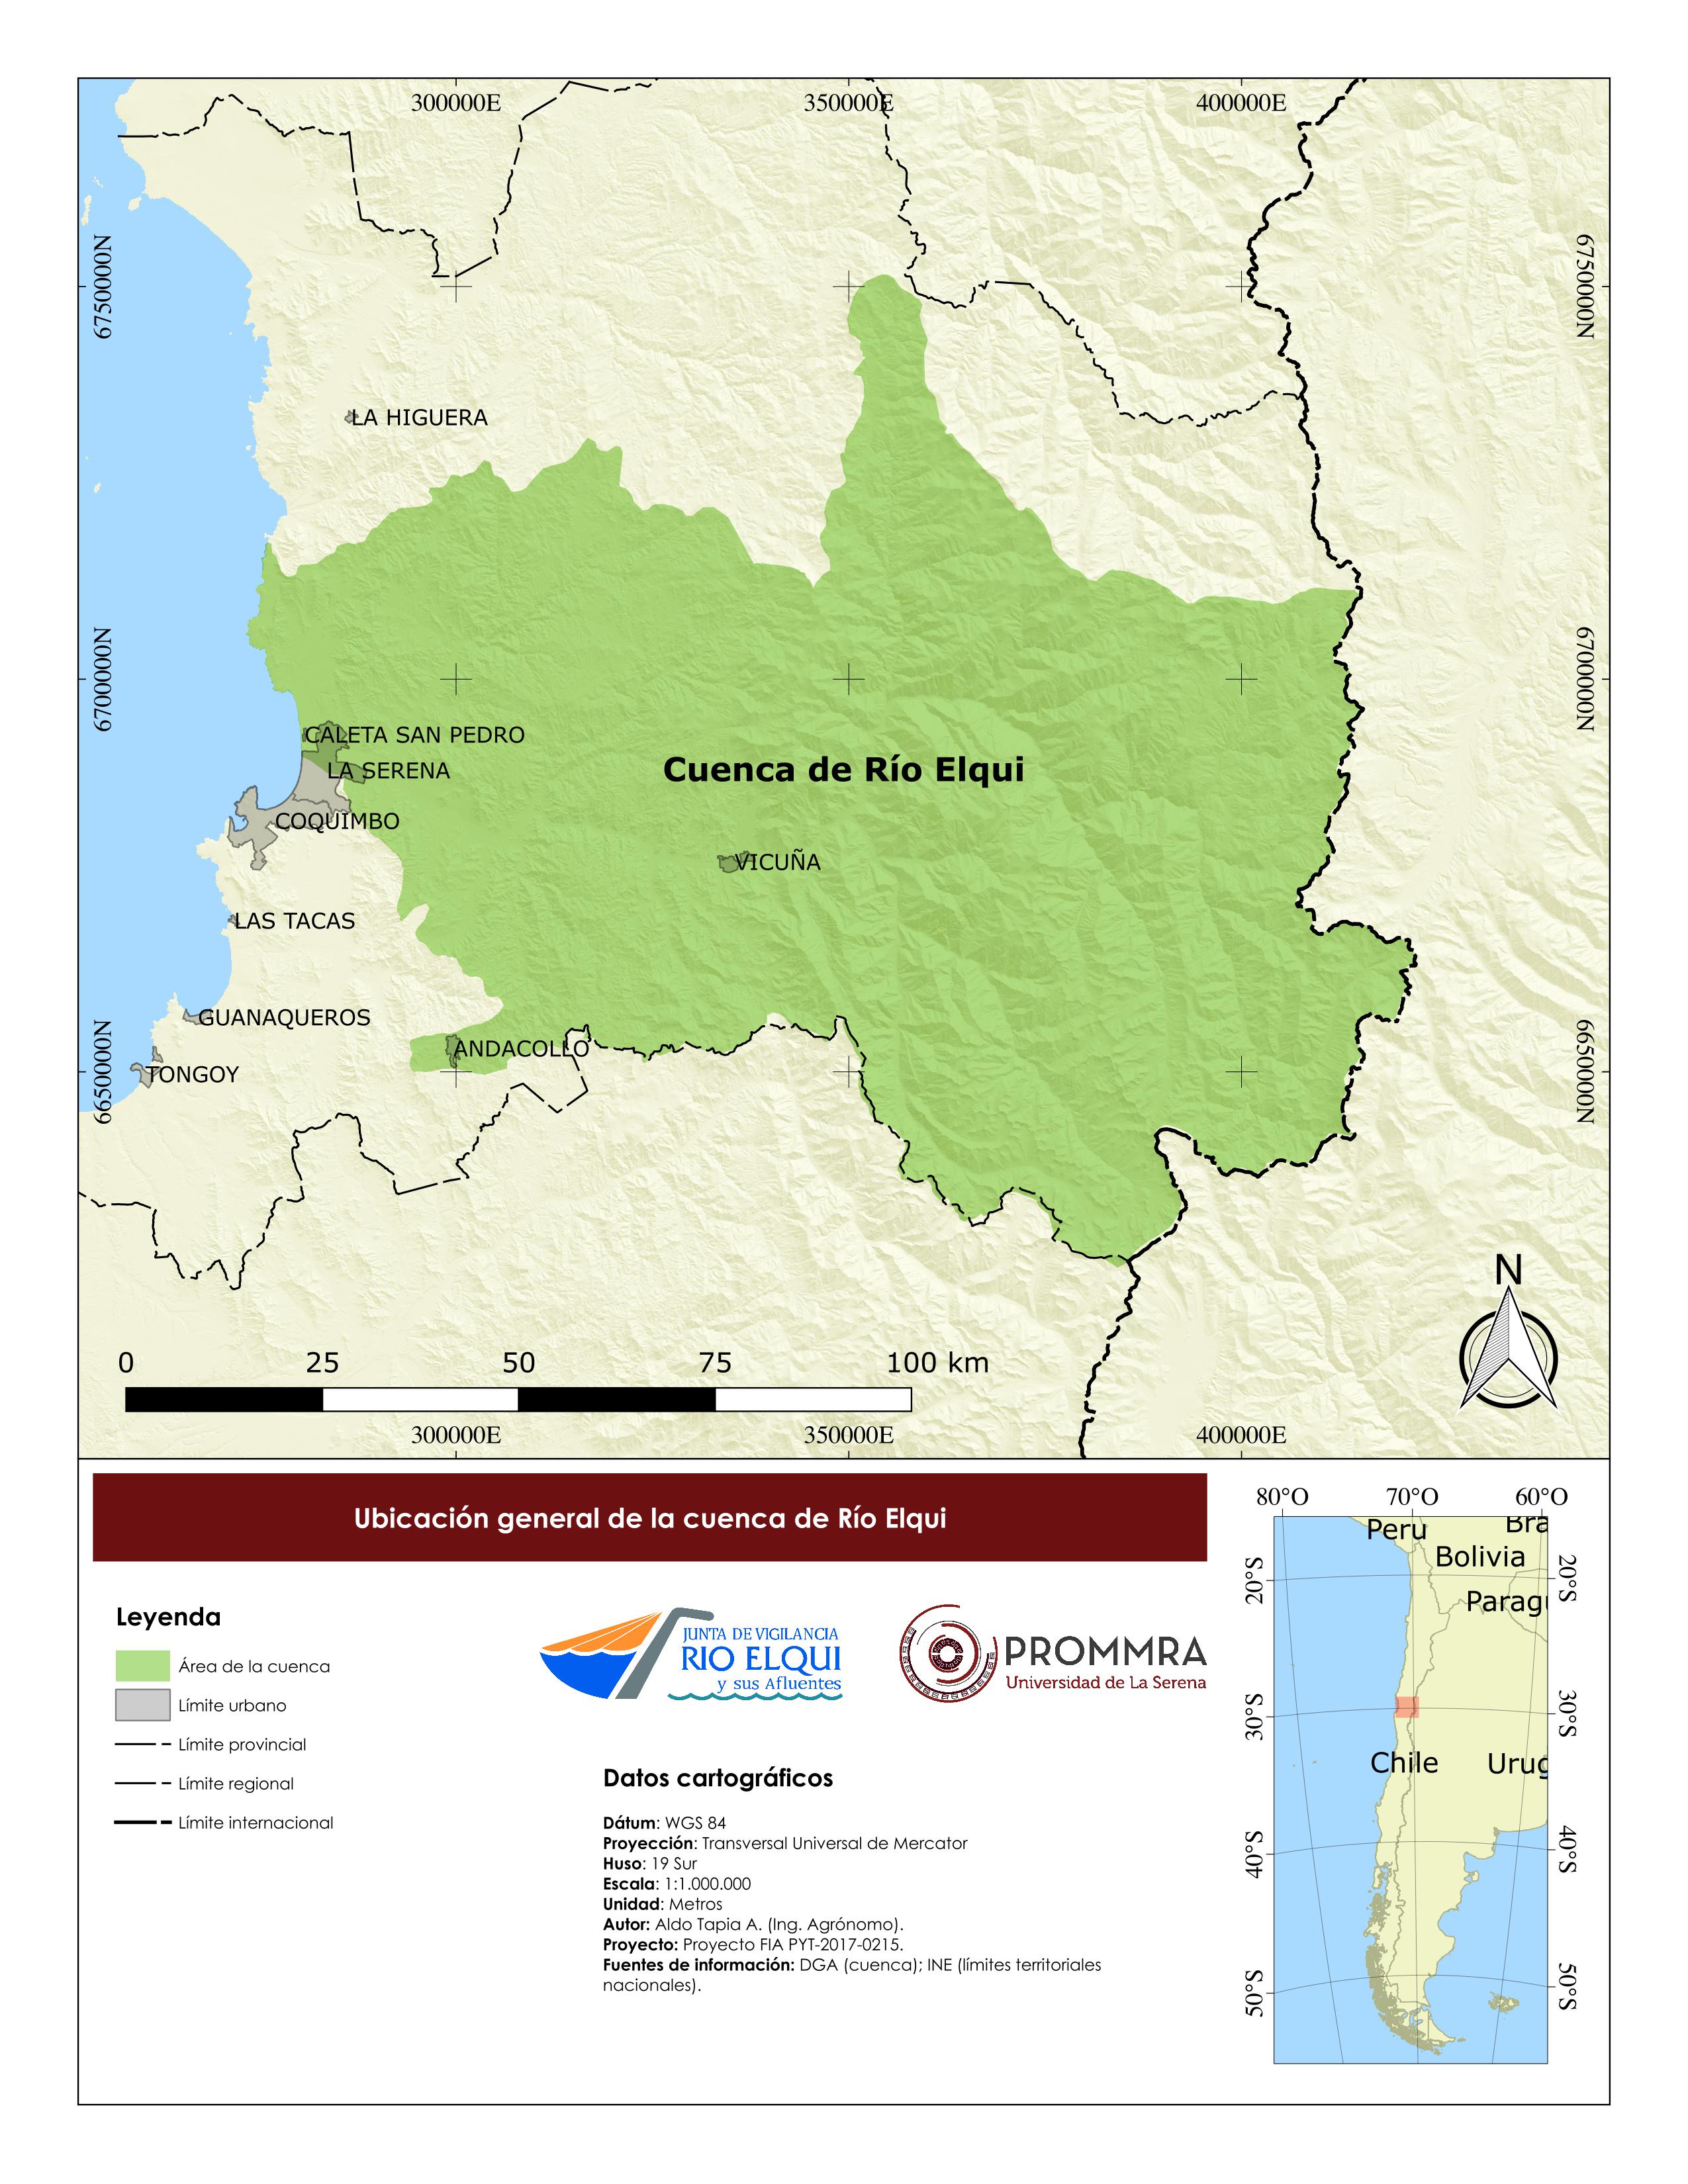 300000E
350000E
400000E
6750000N
6750000N
LA HIGUERA
6700000N
6700000N
CALETA SAN PEDRO
LA SERENA
Cuenca de Río Elqui
COQUIMBO
VICUÑA
LAS TACAS
GUANAQUEROS
ANDACOLLO
TONGOY
6650000N
6650000N
N
0 25 50 75 100 km
300000E
350000E
400000E
Ubicación general de la cuenca de Río Elqui
Leyenda
Área de la cuenca
Límite urbano
Límite provincial
Límite regional
Límite internacional
JUNTA DE VIGILANCIA
RIO ELQUI
y sus Afluentes
PROMMRA
Universidad de La Serena
Datos cartográficos
Dátum: WGS 84
Proyección: Transversal Universal de Mercator
Huso: 19 Sur
Escala: 1:1.000.000
Unidad: Metros
Autor: Aldo Tapia A. (Ing. Agrónomo).
Proyecto: Proyecto FIA PYT-2017-0215.
Fuentes de información: DGA (cuenca); INE (límites territoriales
nacionales).
80°O 70°O 60°O
Peru
Bra
Bolivia
Paragu
20°S
20°S
30°S
30°S
Chile
Urug
40°S
40°S
50°S
50°S